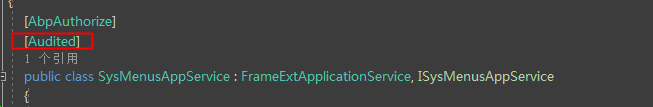 {
[AbpAuthorize]
[Audited]
1 个引用
public class SysMenusAppService : FrameExtApplicationService, ISysMenusAppService
{